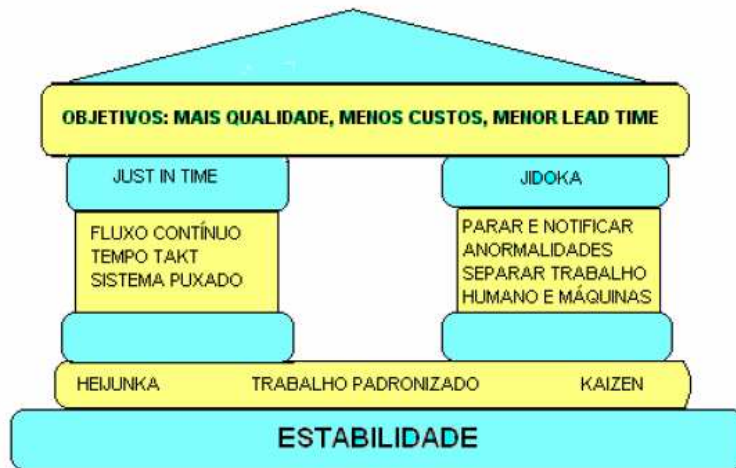 OBJETIVOS: MAIS QUALIDADE, MENOS CUSTOS, MENOR LEAD TIME
JUST IN TIME
FLUXO CONTÍNUO
TEMPO TAKT
SISTEMA PUXADO
JIDOKA
PARAR E NOTIFICAR
ANORMALIDADES
SEPARAR TRABALHO
HUMANO E MÁQUINAS
HEIJUNKA TRABALHO PADRONIZADO KAIZEN
ESTABILIDADE